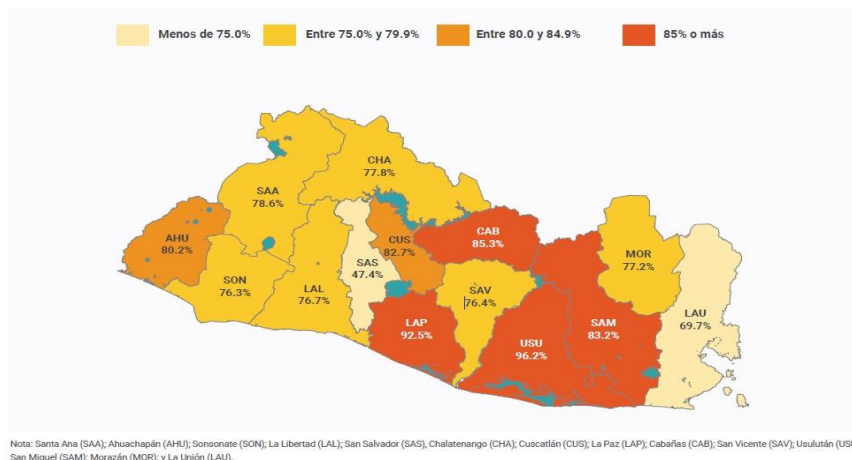 Menos de 75.0%
Entre 75.0% y 79.9%
Entre 80.0 y 84.9%
85% o más
CHA
77.8%
SAA
78.6%
AHU
80.2%
SON
76.3%
LAL
76.7%
SAS
47.4%
CUS
82.7%
CAB
85.3%
SAV
76.4%
LAP
92.5%
USU
96.2%
SAM
83.2%
MOR
77.2%
LAU
69.7%
Nota: Santa Ana (SAA); Ahuachapán (AHU); Sonsonate (SON); La Libertad (LAL); San Salvador (SAS), Chalatenango (CHA); Cuscatlán (CUS); La Paz (LAP); Cabañas (CAB); San Vicente (SAV); Usulután (USU
San Miguel (SAM); Morazán (MOR); y La Unión (LAU).